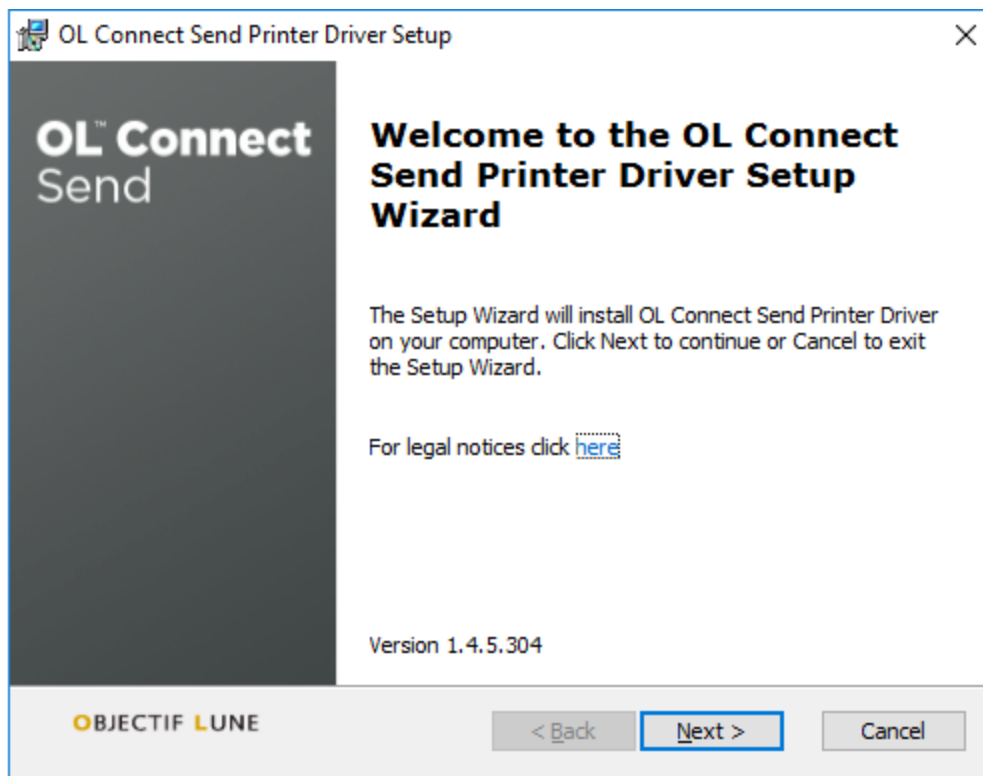 OL Connect Send Printer Driver Setup
OL™ Connect
Send
Welcome to the OL Connect
Send Printer Driver Setup
Wizard
The Setup Wizard will install OL Connect Send Printer Driver
on your computer. Click Next to continue or Cancel to exit
the Setup Wizard.
For legal notices click here
Version 1.4.5.304
OBJECTIF LUNE
< Back
Next >
Cancel